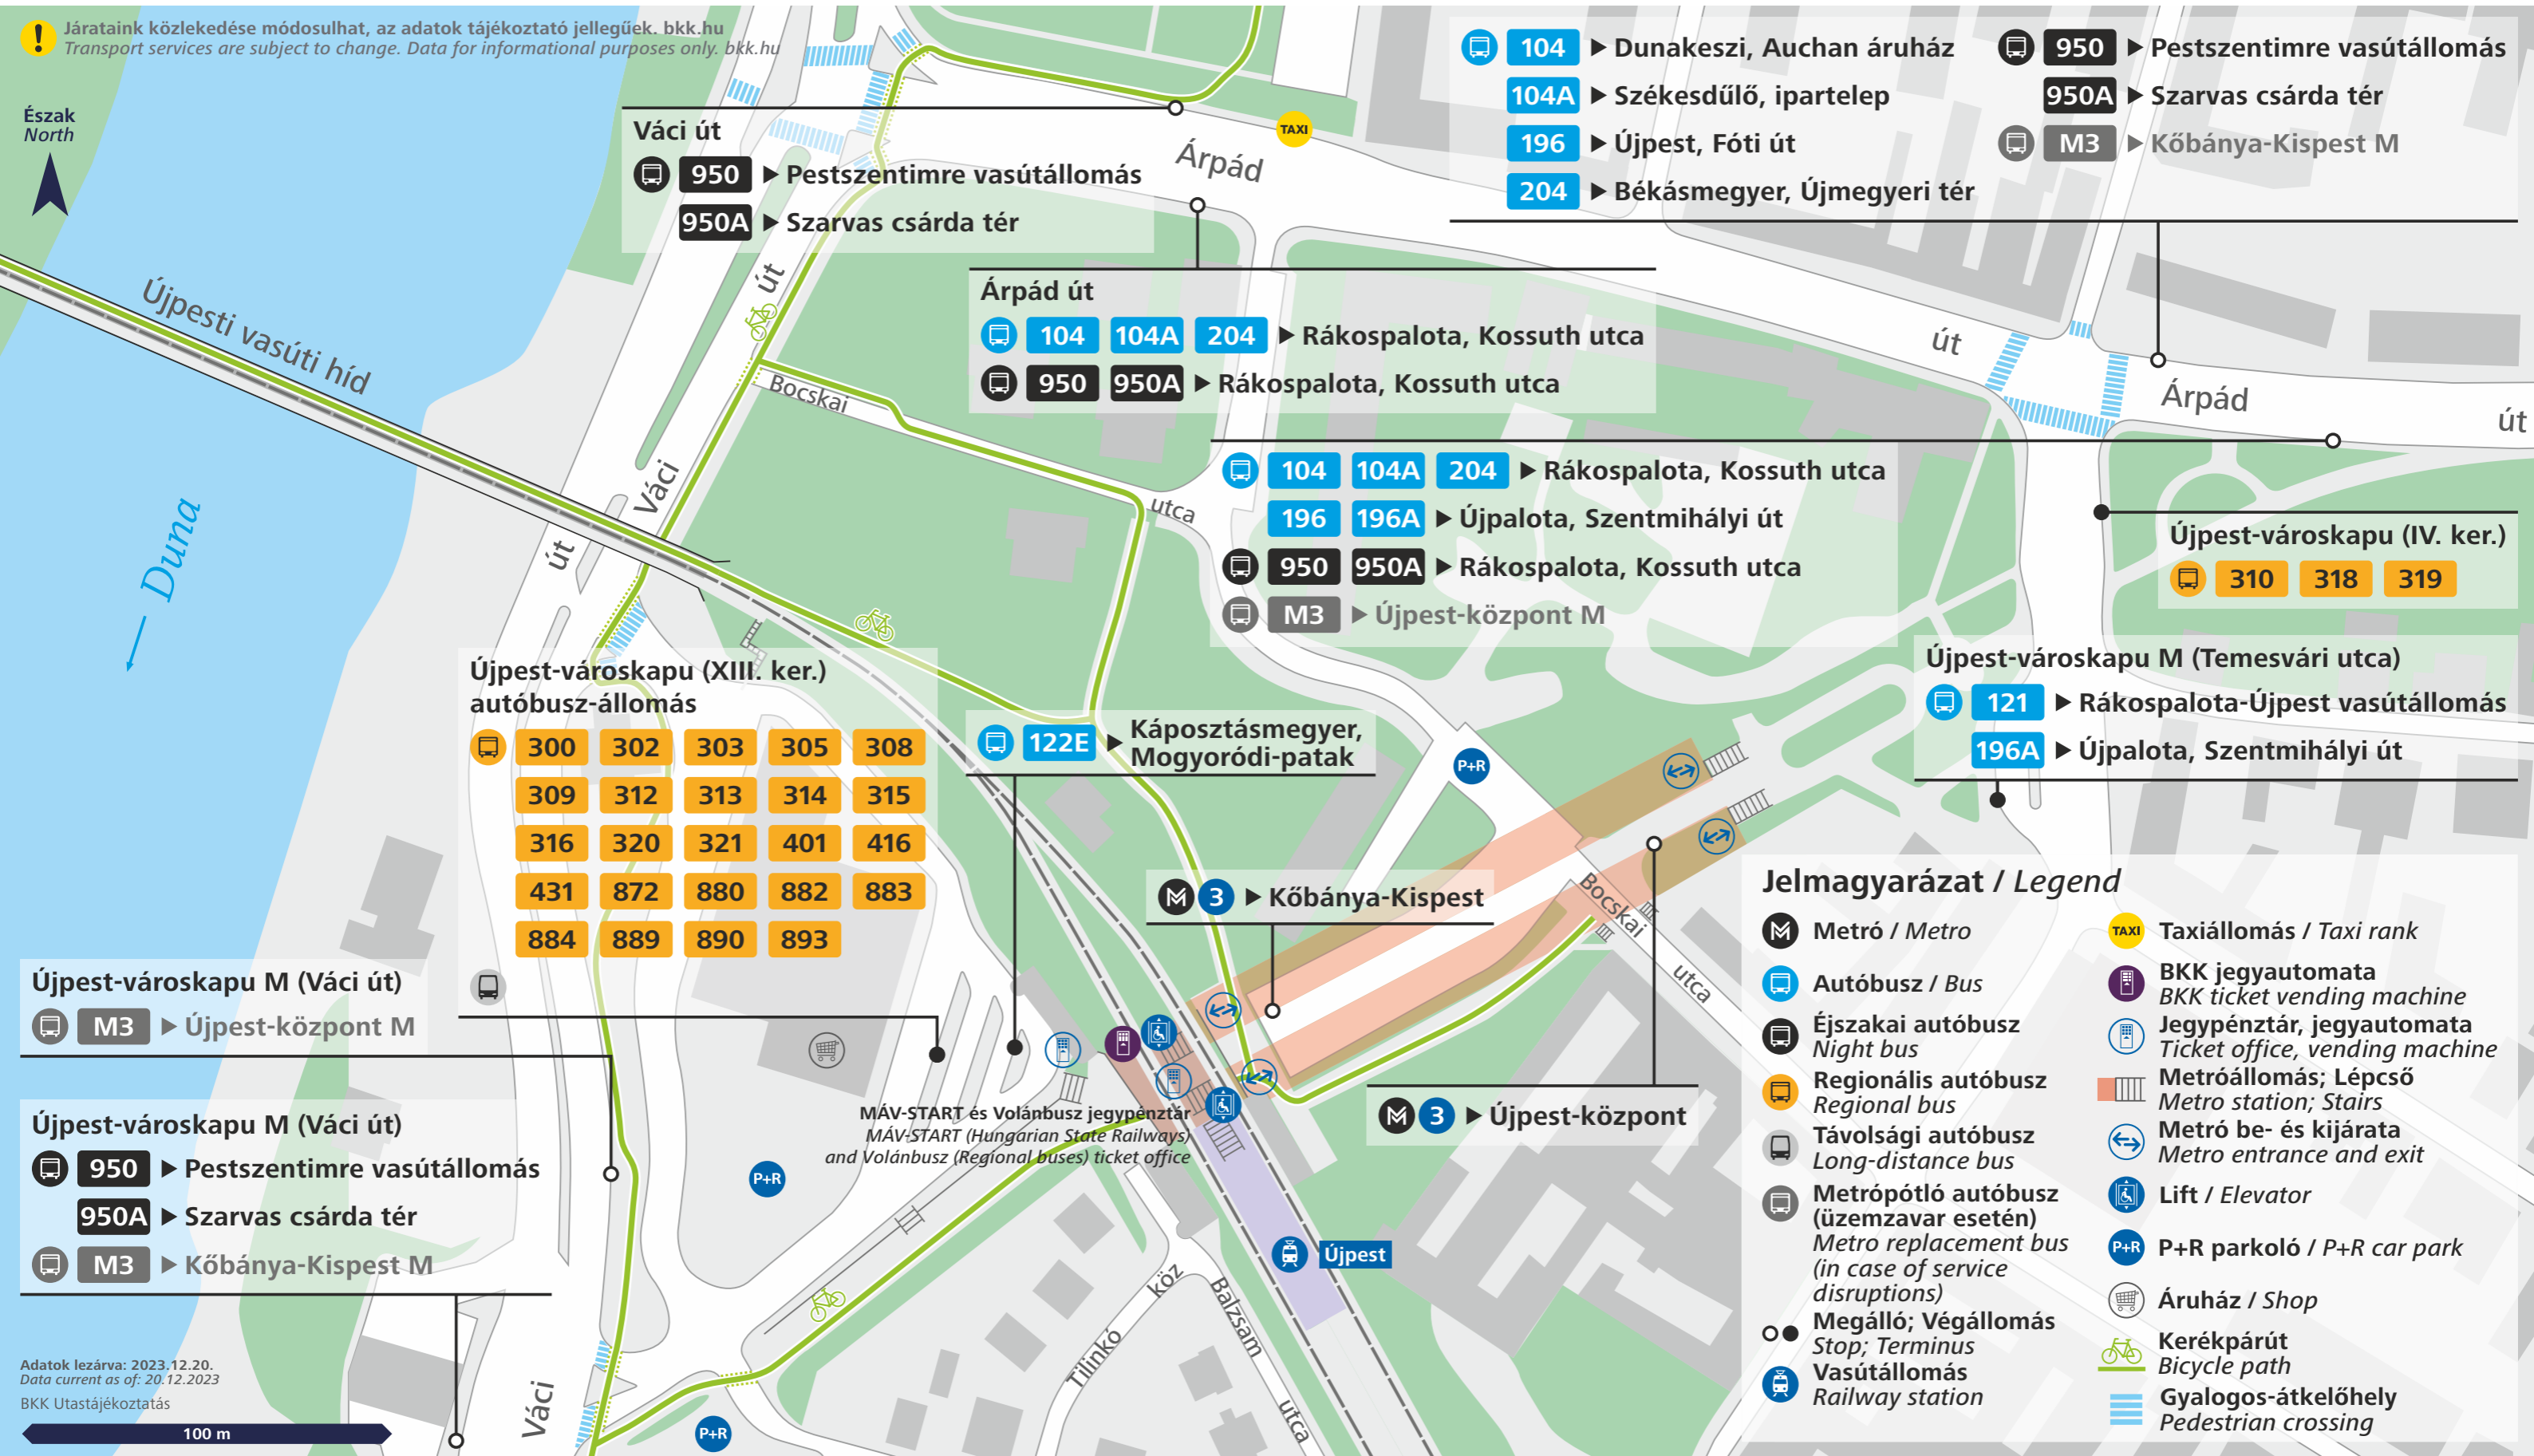 Járataink közlekedése módosulhat, az adatok tájékoztató jellegűek. bkk.hu
Transport services are subject to change. Data for informational purposes only. bkk.hu
Észak
North
Váci út
950 Pestszentimre vasútállomás
950A Szarvas csárda tér
TAXI
Árpád
104 Dunakeszi, Auchan áruház
104A Székesdűlő, ipartelep
196 Újpest, Fóti út
204 Békásmegyer, Újmegyeri tér
950 Pestszentimre vasútállomás
950A Szarvas csárda tér
M3 Kőbánya-Kispest M
Újpesti vasúti híd
út
Árpád út
104 104A 204 Rákospalota, Kossuth utca
950 950A Rákospalota, Kossuth utca
út
Árpád
út
Bocskai
utca
Váci
út
Duna
104 104A 204 Rákospalota, Kossuth utca
196 196A Újpalota, Szentmihályi út
950 950A Rákospalota, Kossuth utca
M3 Újpest-központ M
Újpest-városkapu (IV. ker.)
310 318 319
Újpest-városkapu M (Temesvári utca)
121 Rákospalota-Újpest vasútállomás
196A Újpalota, Szentmihályi út
Újpest-városkapu (XIII. ker.)
autóbusz-állomás
300 302 303 305 308
309 312 313 314 315
316 320 321 401 416
431 872 880 882 883
884 889 890 893
122E Káposztásmegyer,
Mogyoródi-patak
P+R
M 3 Kőbánya-Kispest
Bocskai
utca
M 3 Újpest-központ
Újpest-városkapu M (Váci út)
M3 Újpest-központ M
Újpest-városkapu M (Váci út)
950 Pestszentimre vasútállomás
950A Szarvas csárda tér
M3 Kőbánya-Kispest M
MÁV-START és Volánbusz jegypénztár
MÁV-START (Hungarian State Railways)
and Volánbusz (Regional buses) ticket office
P+R
Újpest
Tilinkó
köz
Balzsam
utca
Váci
P+R
Adatok lezárva: 2023.12.20.
Data current as of: 20.12.2023
BKK Utastájékoztatás
100 m
Jelmagyarázat / Legend
M Metró / Metro
Autóbusz / Bus
Éjszakai autóbusz
Night bus
Regionális autóbusz
Regional bus
Távolsági autóbusz
Long-distance bus
Metrópótló autóbusz
(üzemzavar esetén)
Metro replacement bus
(in case of service
disruptions)
Megálló; Végállomás
Stop; Terminus
Vasútállomás
Railway station
TAXI Taxiállomás / Taxi rank
BKK jegyautomata
BKK ticket vending machine
Jegypénztár, jegyautomata
Ticket office, vending machine
Metróállomás; Lépcső
Metro station; Stairs
Metró be- és kijárata
Metro entrance and exit
Lift / Elevator
P+R P+R parkoló / P+R car park
Áruház / Shop
Kerékpárút
Bicycle path
Gyalogos-átkelőhely
Pedestrian crossing